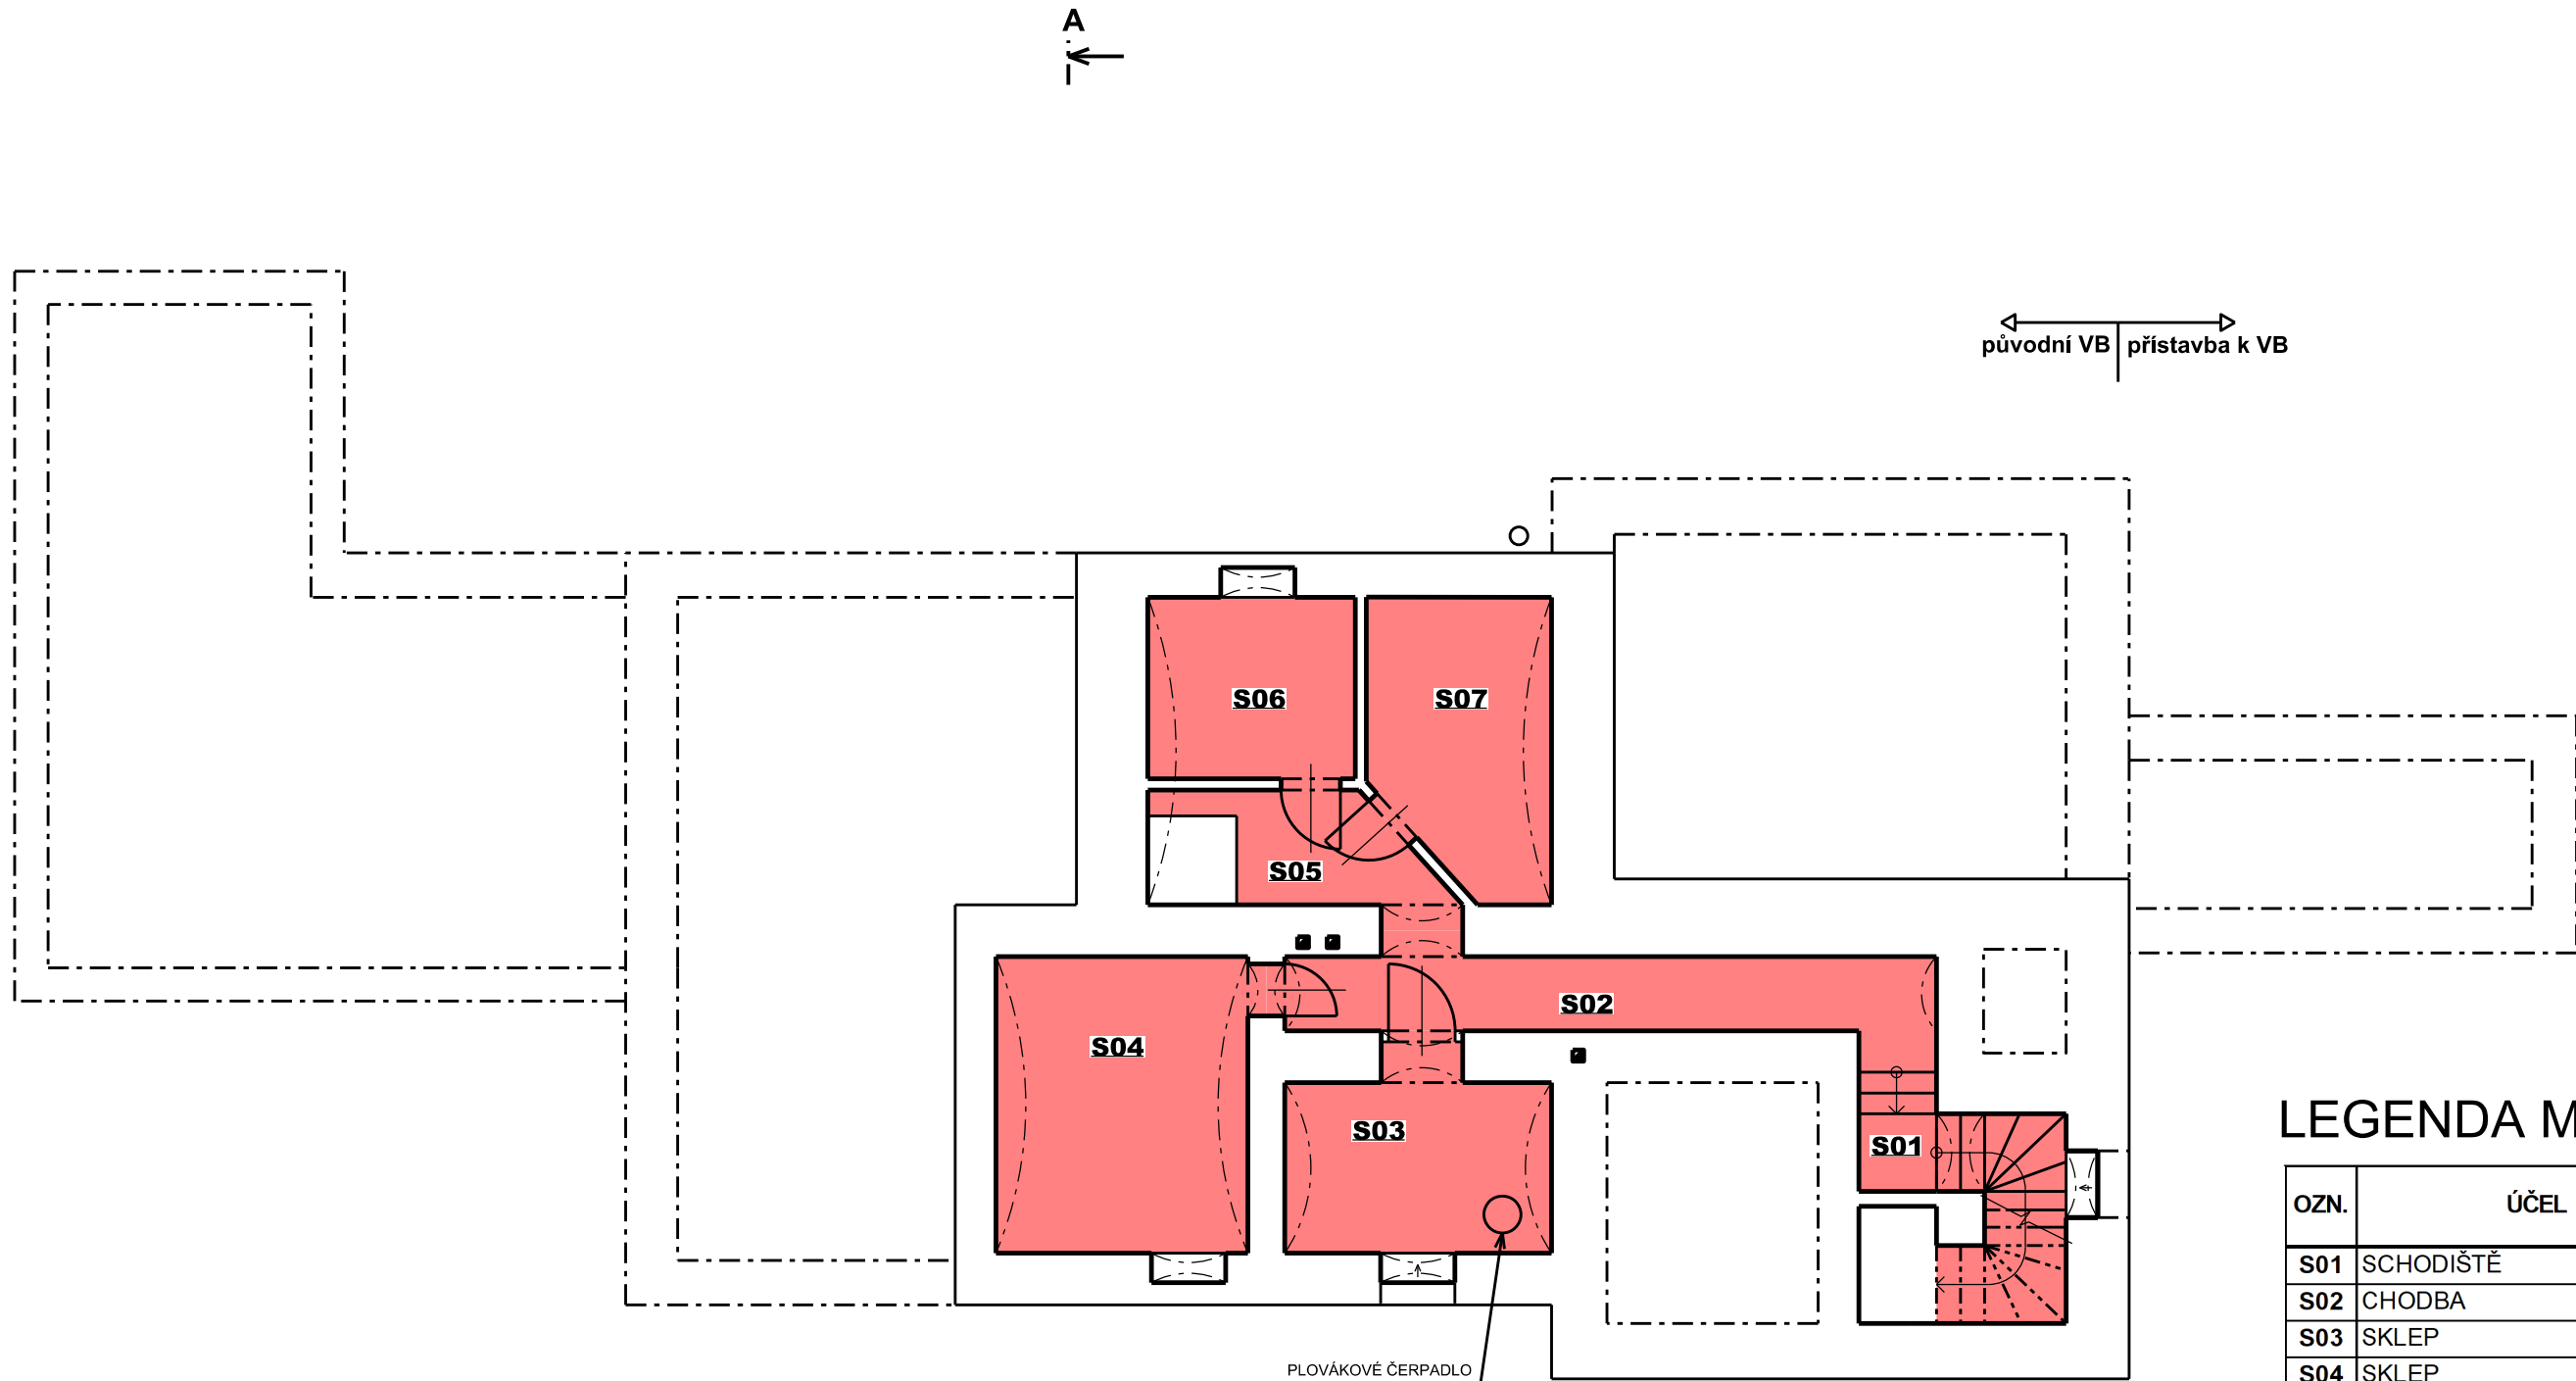 A
původní VB
přístavba k VB
S06
S07
S05
S02
S04
S03
S01
PLOVÁKOVÉ ČERPADLO
LEGENDA M
OZN.
ÚČEL
S01 SCHODIŠTĚ
S02 CHODBA
S03 SKLEP
S04 SKLEP